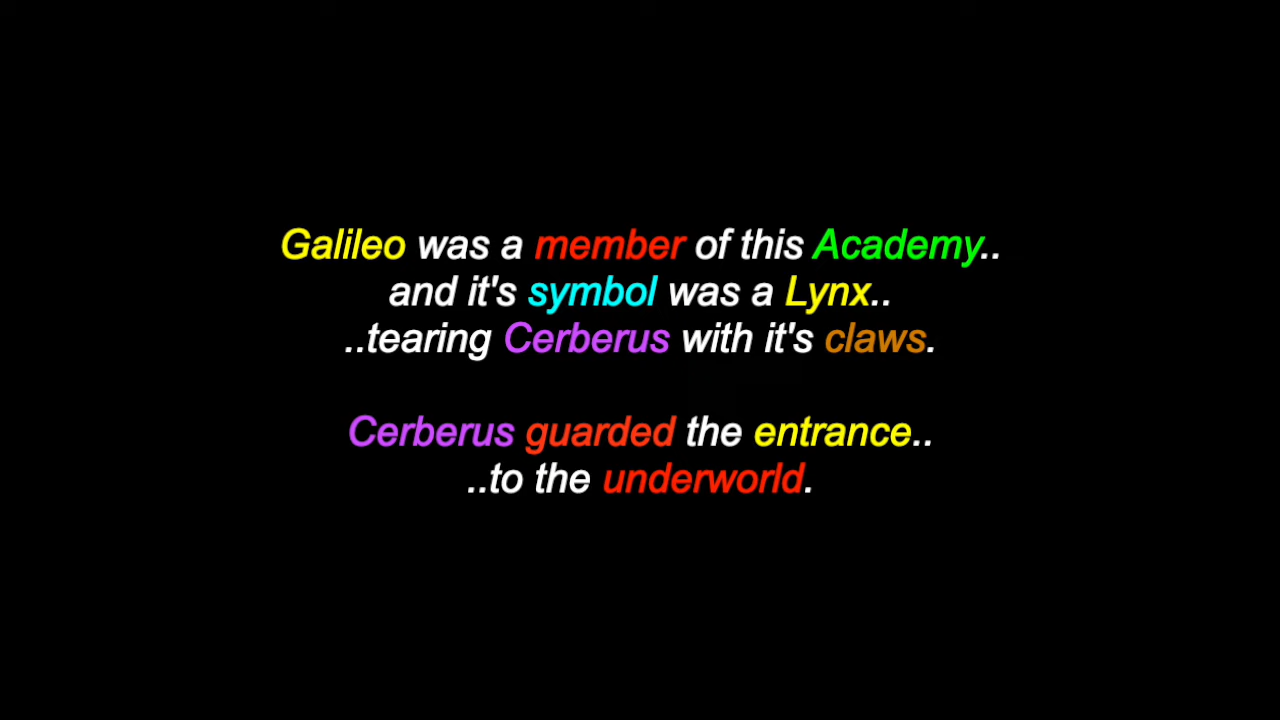 Galileo was a member of this Academy..
and it's symbol was a Lynx..
..tearing Cerberus with it's claws.
Cerberus guarded the entrance..
..to the underworld.